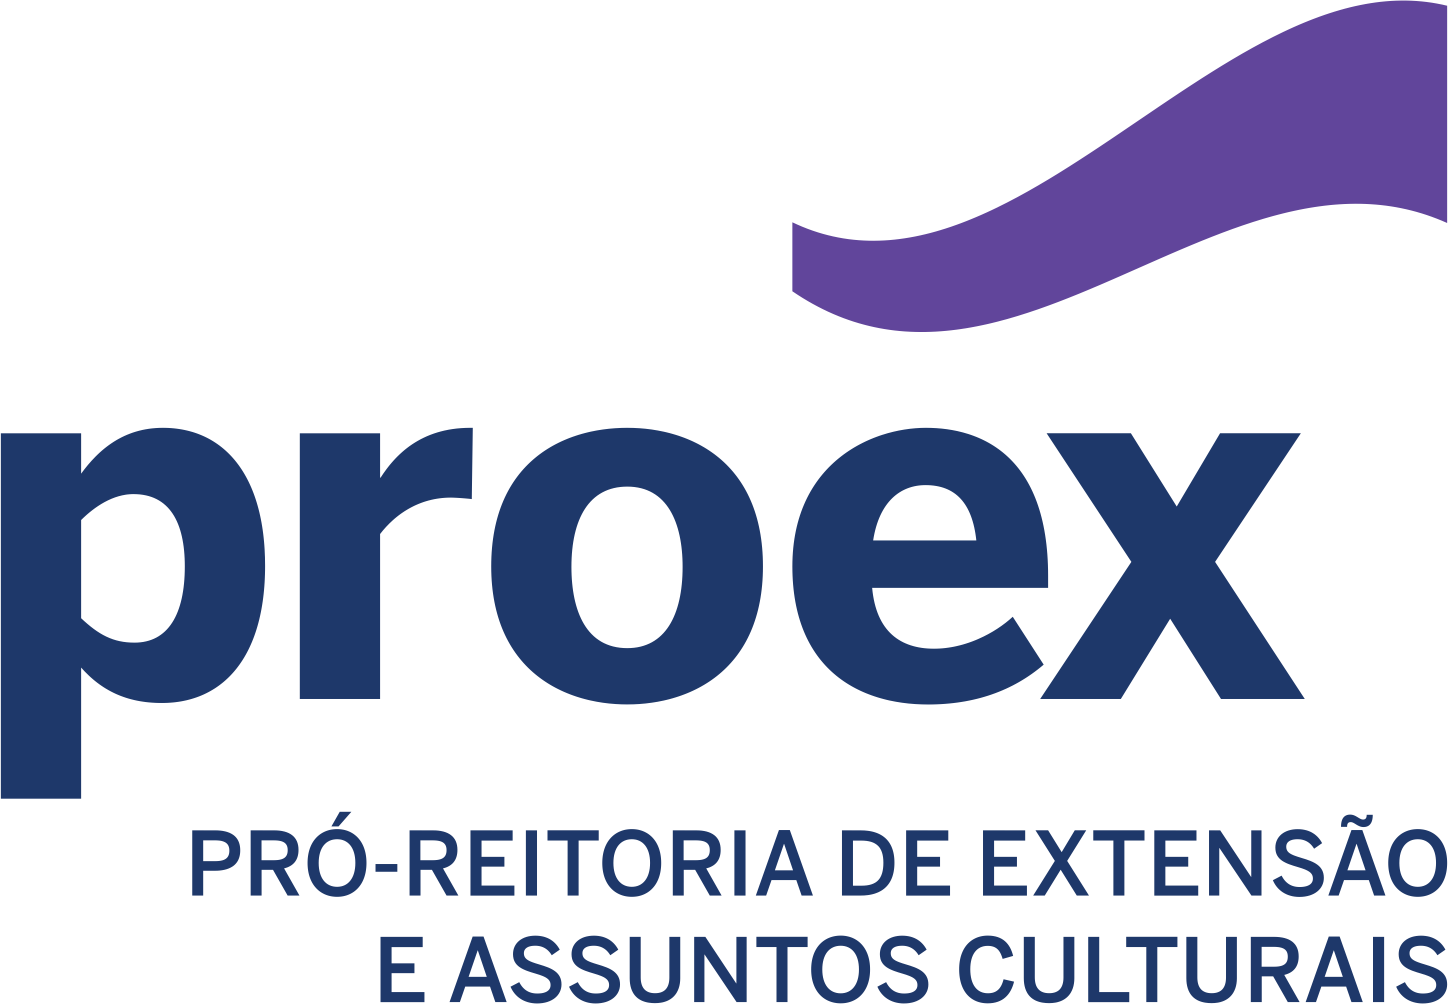 proex
PRÓ-REITORIA DE EXTENSÃO
E ASSUNTOS CULTURAIS